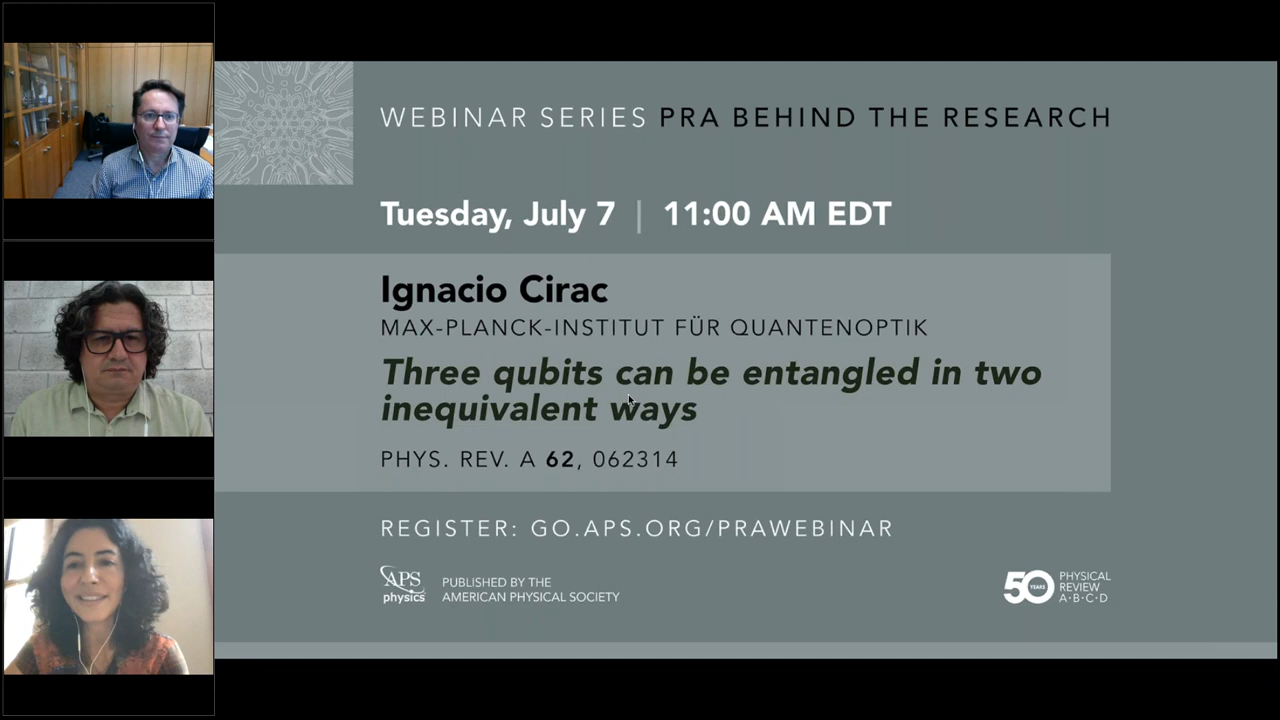 WEBINAR SERIES PRA BEHIND THE RESEARCH
Tuesday, July 7 | 11:00 AM EDT
Ignacio Cirac
MAX-PLANCK-INSTITUT FÜR QUANTENOPTIK
Three qubits can be entangled in two
inequivalent ways
PHYS. REV. A 62, 062314
REGISTER: GO.APS.ORG/PRAWEBINAR
APS
physics
PUBLISHED BY THE
AMERICAN PHYSICAL SOCIETY
50 YEARS
PHYSICAL
REVIEW
A·B·C·D